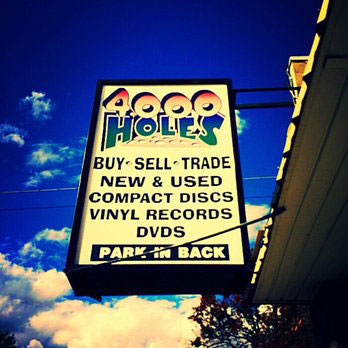 4000
HOLES
BUY · SELL · TRADE
NEW & USED
COMPACT DISCS
VINYL RECORDS
DVDS
PARK IN BACK